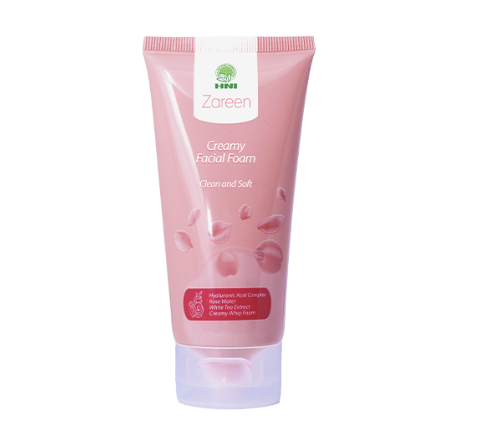 HNI
Zareen
Creamy
Facial Foam
Clean and Soft
Hyaluronic Acid Complex
Rose Water
White Tea Extract
Creamy Whip Foam